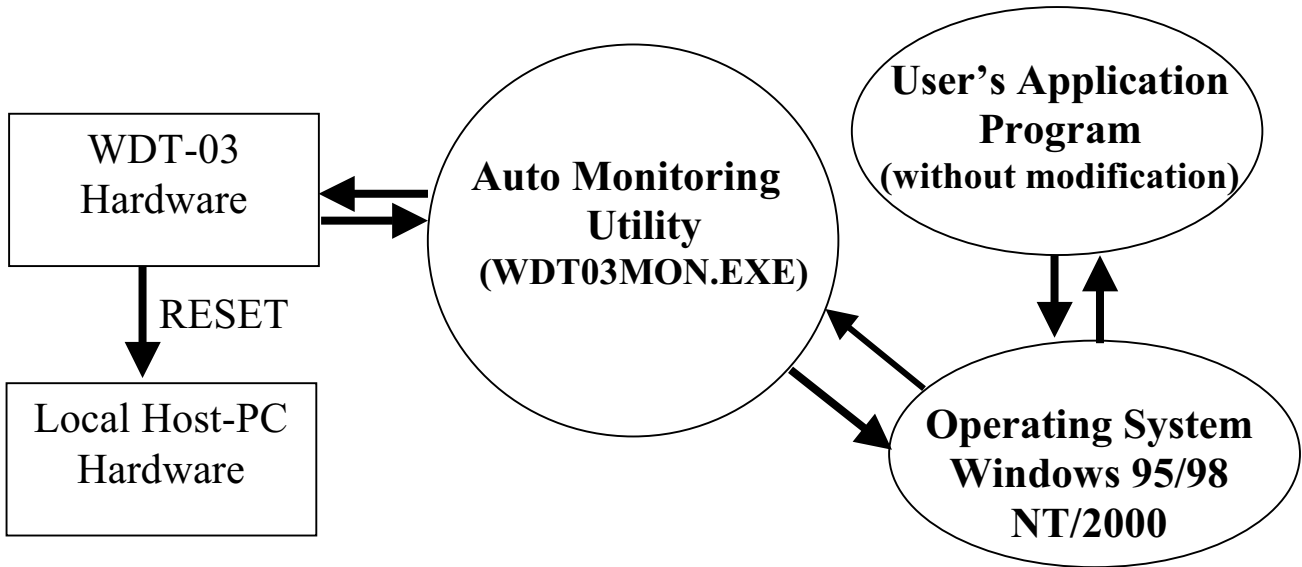 WDT-03
Hardware
RESET
Local Host-PC
Hardware
Auto Monitoring
Utility
(WDT03MON.EXE)
User’s Application
Program
(without modification)
Operating System
Windows 95/98
NT/2000